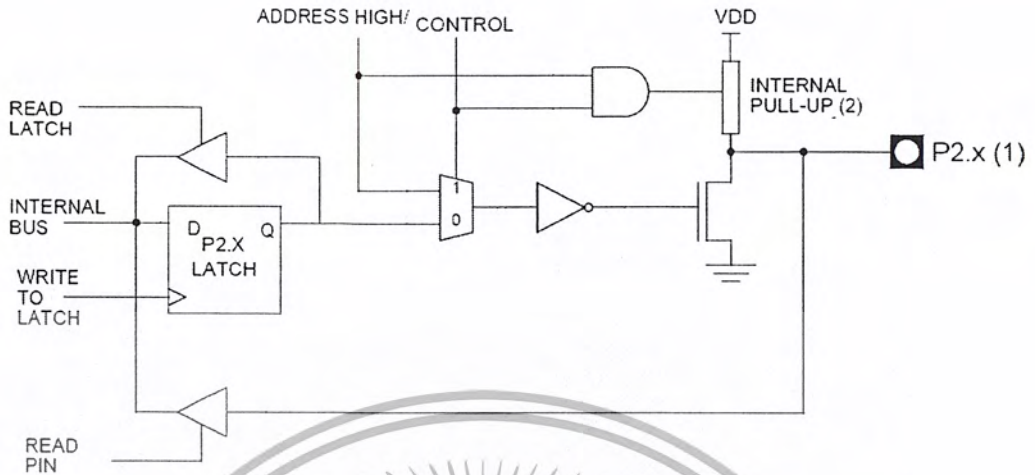 ADDRESS HIGH/ CONTROL
VDD
READ
LATCH
INTERNAL
PULL-UP (2)
P2.x (1)
1
0
INTERNAL
BUS
D Q
P2.X
LATCH
WRITE
TO
LATCH
READ
PIN